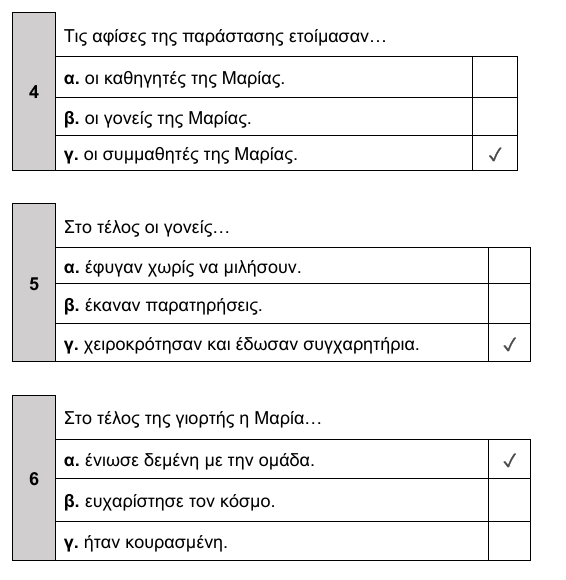 4
Τις αφίσες της παράστασης ετοίμασαν…
α. οι καθηγητές της Μαρίας.
β. οι γονείς της Μαρίας.
γ. οι συμμαθητές της Μαρίας. ✓
5
Στο τέλος οι γονείς…
α. έφυγαν χωρίς να μιλήσουν.
β. έκαναν παρατηρήσεις.
γ. χειροκρότησαν και έδωσαν συγχαρητήρια. ✓
6
Στο τέλος της γιορτής η Μαρία…
α. ένιωσε δεμένη με την ομάδα. ✓
β. ευχαρίστησε τον κόσμο.
γ. ήταν κουρασμένη.